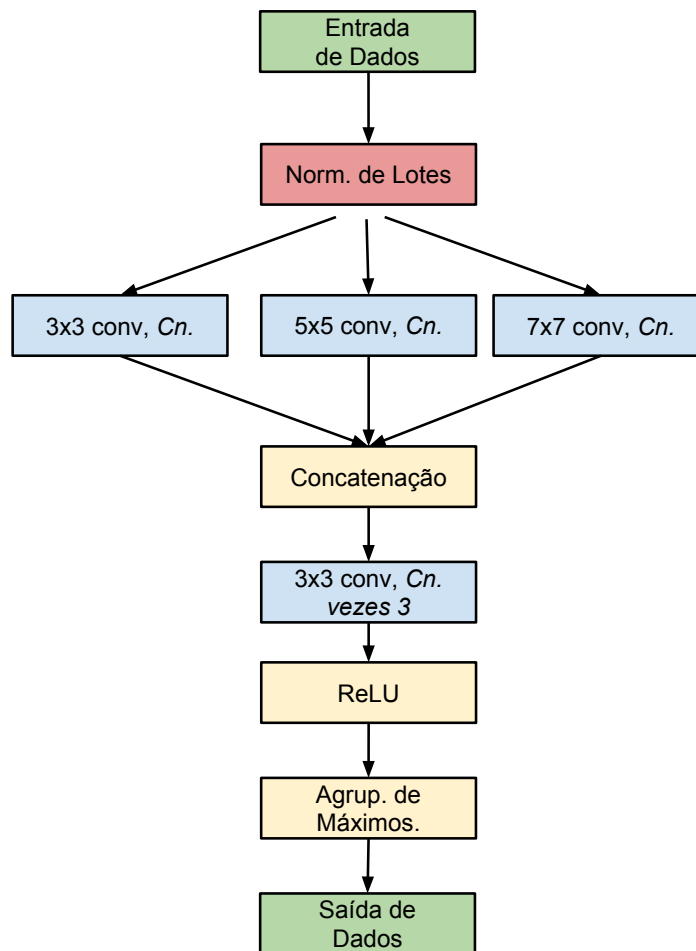 Entrada
de Dados
Norm. de Lotes
3x3 conv, Cn.
5x5 conv, Cn.
7x7 conv, Cn.
Concatenação
3x3 conv, Cn.
vezes 3
ReLU
Agrup. de
Máximos.
Saída de
Dados